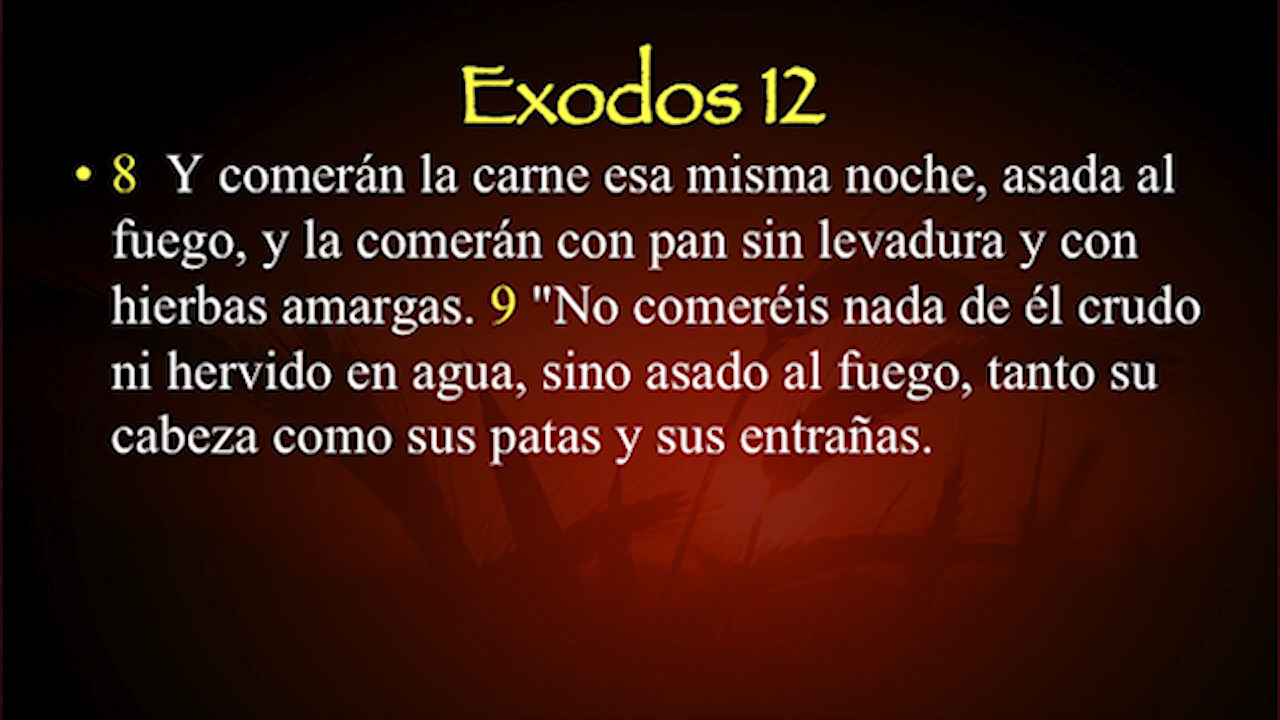 Exodos 12
• 8  Y comerán la carne esa misma noche, asada al
fuego, y la comerán con pan sin levadura y con
hierbas amargas. 9 "No comeréis nada de él crudo
ni hervido en agua, sino asado al fuego, tanto su
cabeza como sus patas y sus entrañas.